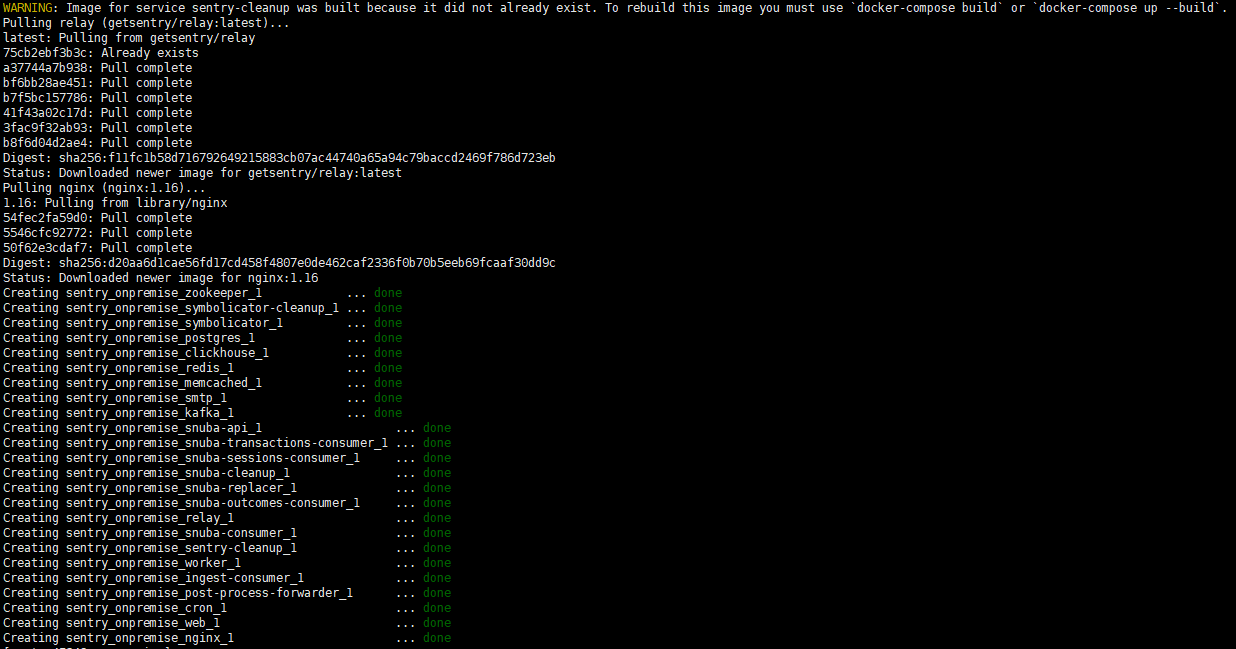 WARNING: Image for service sentry-cleanup was built because it did not already exist. To rebuild this image you must use `docker-compose build` or `docker-compose up --build`.
Pulling relay (getsentry/relay:latest)...
latest: Pulling from getsentry/relay
75cb2ebf3b3c: Already exists
a37744a7b938: Pull complete
bf6bb28ae451: Pull complete
b7f5bc157786: Pull complete
41f43a02c17d: Pull complete
3fac9f32ab93: Pull complete
b8f6d04d2ae4: Pull complete
Digest: sha256:f11fc1b58d716792649215883cb07ac44740a65a94c79baccd2469f786d723eb
Status: Downloaded newer image for getsentry/relay:latest
Pulling nginx (nginx:1.16)...
1.16: Pulling from library/nginx
54fec2fa59d0: Pull complete
5546cfc92772: Pull complete
50f62e3cdaf7: Pull complete
Digest: sha256:d20aa6d1cae56fd17cd458f4807e0de462caf2336f0b70b5eeb69fcaaf30dd9c
Status: Downloaded newer image for nginx:1.16
Creating sentry_onpremise_zookeeper_1 ... done
Creating sentry_onpremise_symbolicator-cleanup_1 ... done
Creating sentry_onpremise_symbolicator_1 ... done
Creating sentry_onpremise_postgres_1 ... done
Creating sentry_onpremise_clickhouse_1 ... done
Creating sentry_onpremise_redis_1 ... done
Creating sentry_onpremise_memcached_1 ... done
Creating sentry_onpremise_smtp_1 ... done
Creating sentry_onpremise_kafka_1 ... done
Creating sentry_onpremise_snuba-api_1 ... done
Creating sentry_onpremise_snuba-transactions-consumer_1 ... done
Creating sentry_onpremise_snuba-sessions-consumer_1 ... done
Creating sentry_onpremise_snuba-cleanup_1 ... done
Creating sentry_onpremise_snuba-replacer_1 ... done
Creating sentry_onpremise_snuba-outcomes-consumer_1 ... done
Creating sentry_onpremise_relay_1 ... done
Creating sentry_onpremise_snuba-consumer_1 ... done
Creating sentry_onpremise_sentry-cleanup_1 ... done
Creating sentry_onpremise_worker_1 ... done
Creating sentry_onpremise_ingest-consumer_1 ... done
Creating sentry_onpremise_post-process-forwarder_1 ... done
Creating sentry_onpremise_cron_1 ... done
Creating sentry_onpremise_web_1 ... done
Creating sentry_onpremise_nginx_1 ... done